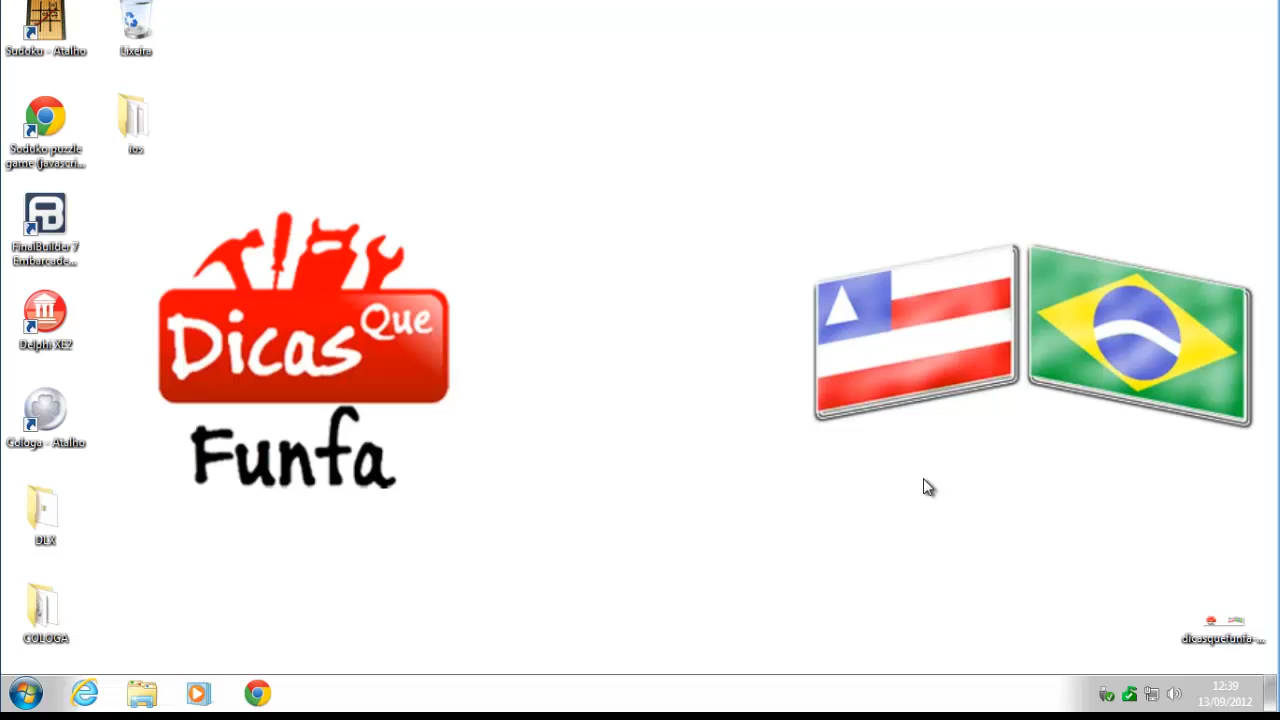 Sudoku - Atalho
Lixeira
Soduko puzzle
game (javascri...
ios
FinalBuilder 7
Embarcade...
Delphi XE2
Cologa - Atalho
DLX
COLOGA
Dicas Que
Funfa
dicasquefunfa-...
12:39
13/09/2012